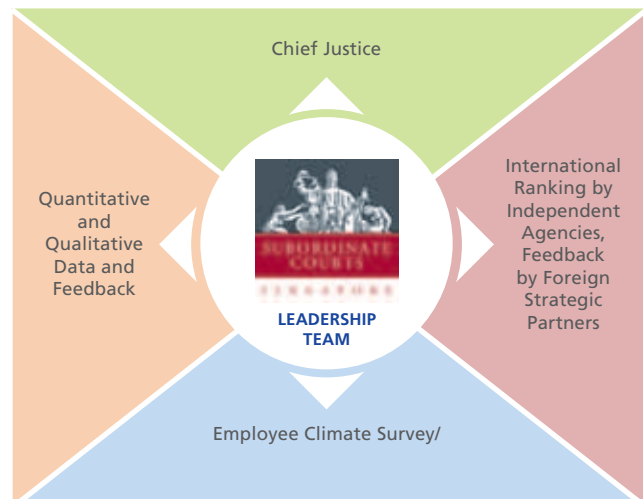 Chief Justice
Quantitative
and
Qualitative
Data and
Feedback
SUBORDINATE
COURTS
SINGAPORE
LEADERSHIP
TEAM
International
Ranking by
Independent
Agencies,
Feedback
by Foreign
Strategic
Partners
Employee Climate Survey/